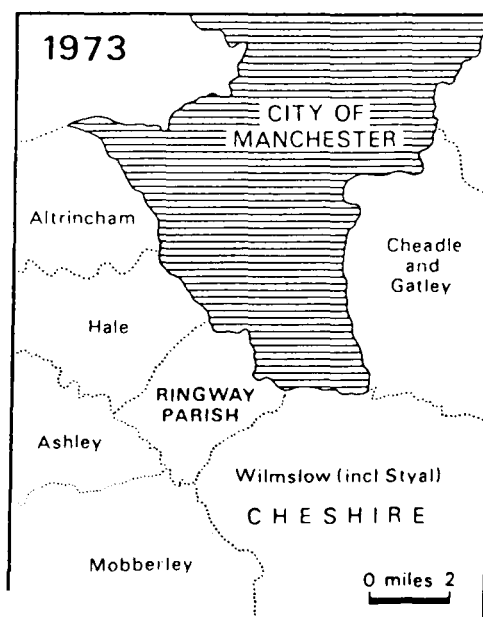 1973
CITY OF
MANCHESTER
Altrincham
Cheadle
and
Gatley
Hale
RINGWAY
PARISH
Ashley
Wilmslow (incl Styal)
CHESHIRE
Mobberley
0 miles 2